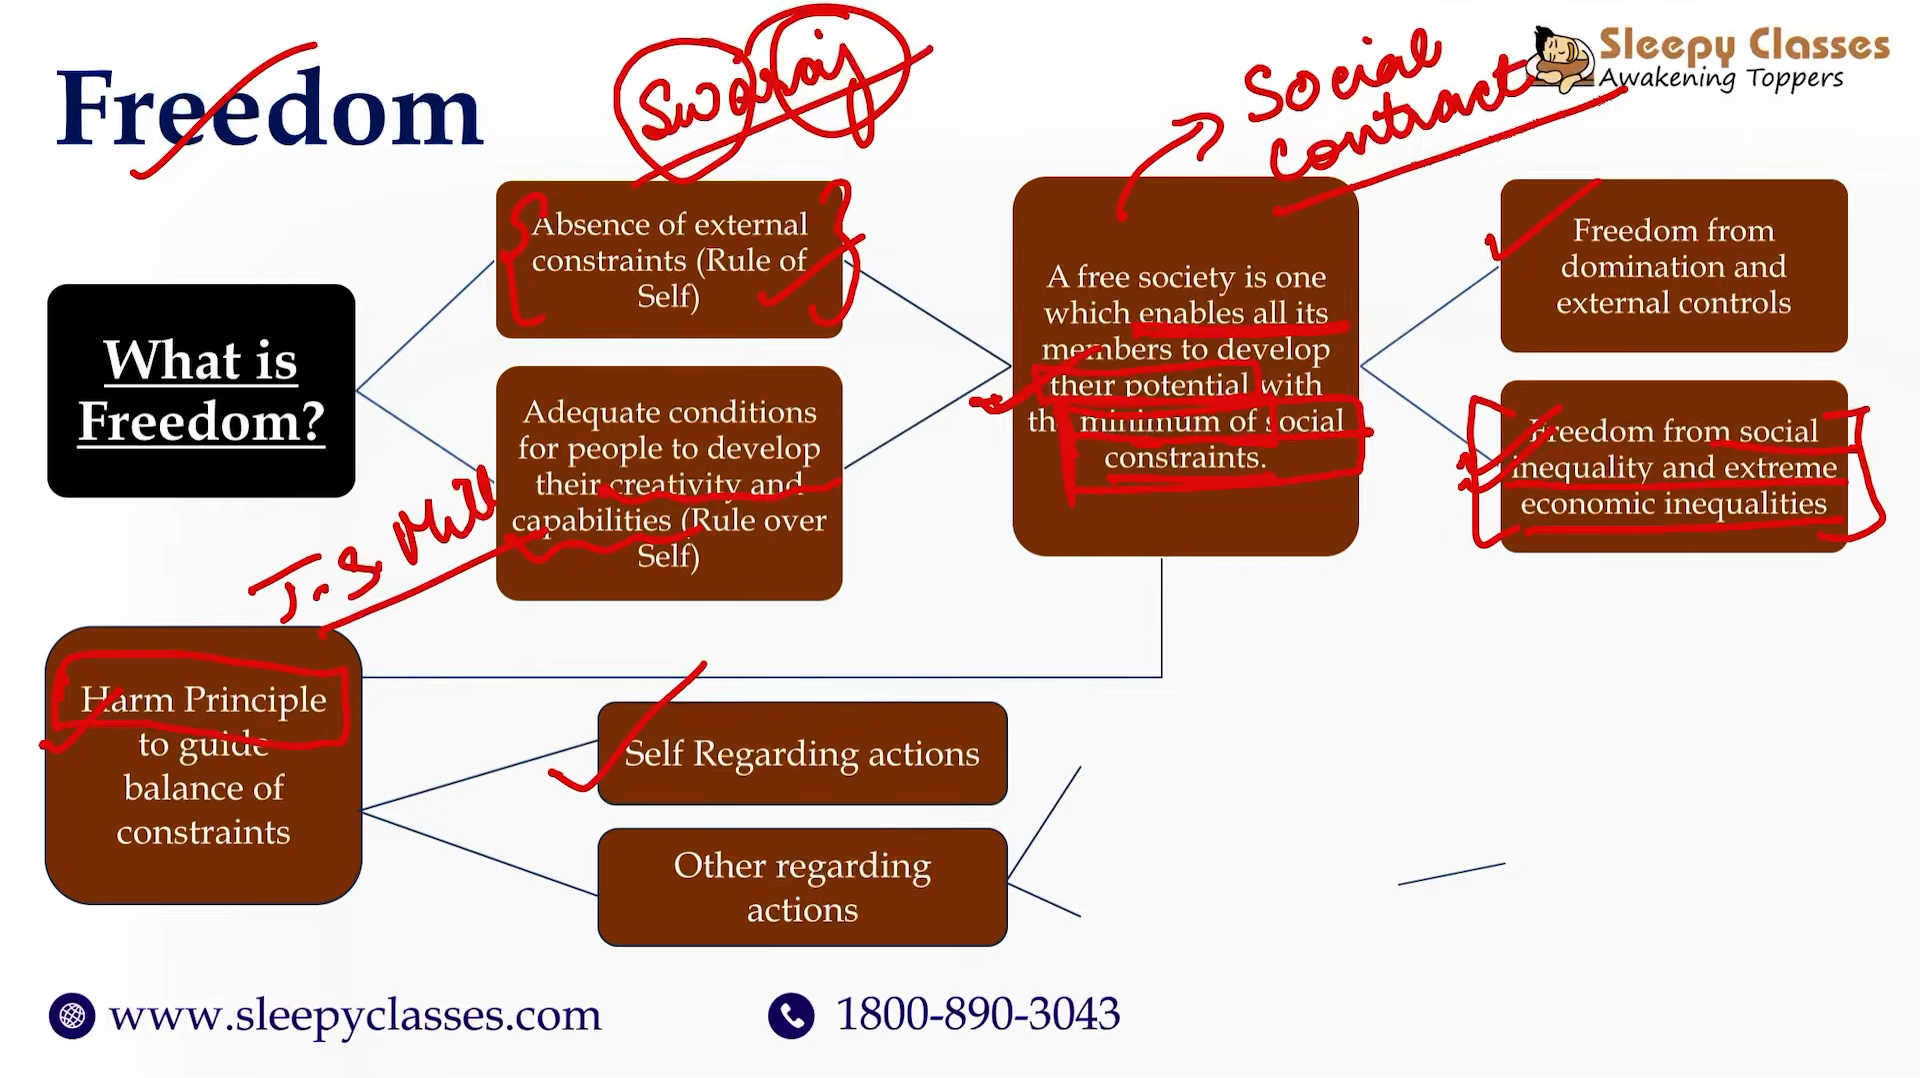 Freedom
Swaraj
Social
contract
Sleepy Classes
Awakening Toppers
What is
Freedom?
Absence of external
constraints (Rule of
Self)
Adequate conditions
for people to develop
their creativity and
capabilities (Rule over
Self)
A free society is one
which enables all its
members to develop
their potential with
the minimum of social
constraints.
Freedom from
domination and
external controls
Freedom from social
inequality and extreme
economic inequalities
J.S Mill
Harm Principle
to guide
balance of
constraints
Self Regarding actions
Other regarding
actions
www.sleepyclasses.com
1800-890-3043